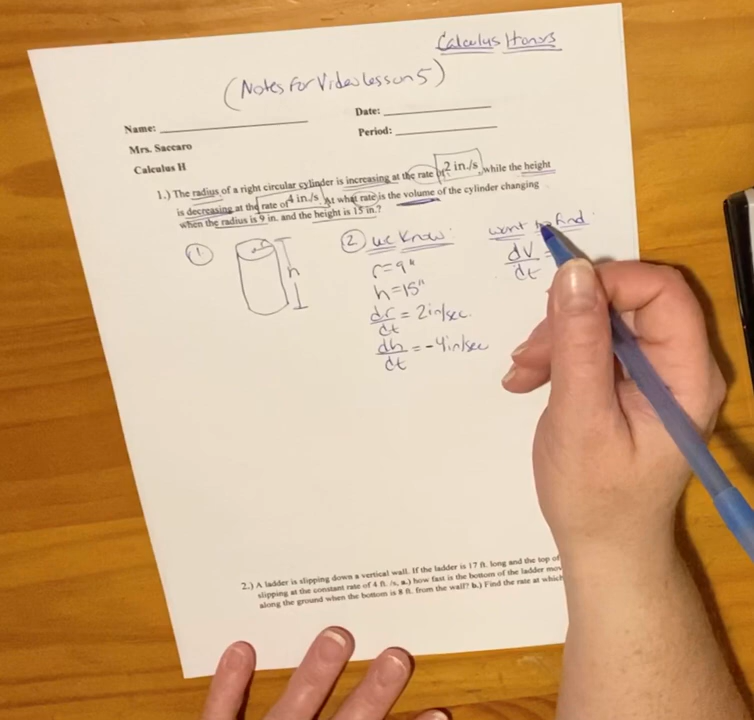 Calculus Honors
(Notes for Video Lesson 5)
Name:
Date:
Mrs. Saccaro
Period:
Calculus H
1.) The radius of a right circular cylinder is increasing at the rate of 2 in./s , while the height
is decreasing at the rate of 4 in./s . At what rate is the volume of the cylinder changing
when the radius is 9 in. and the height is 15 in.?
① ② we know: want to find:
r
h
r=9"
h=15"
dr/dt = 2in/sec.
dh/dt = -4in/sec
dV/dt =
2.) A ladder is slipping down a vertical wall. If the ladder is 17 ft. long and the top of
slipping at the constant rate of 4 ft. /s, a.) how fast is the bottom of the ladder mov
along the ground when the bottom is 8 ft. from the wall? b.) Find the rate at which